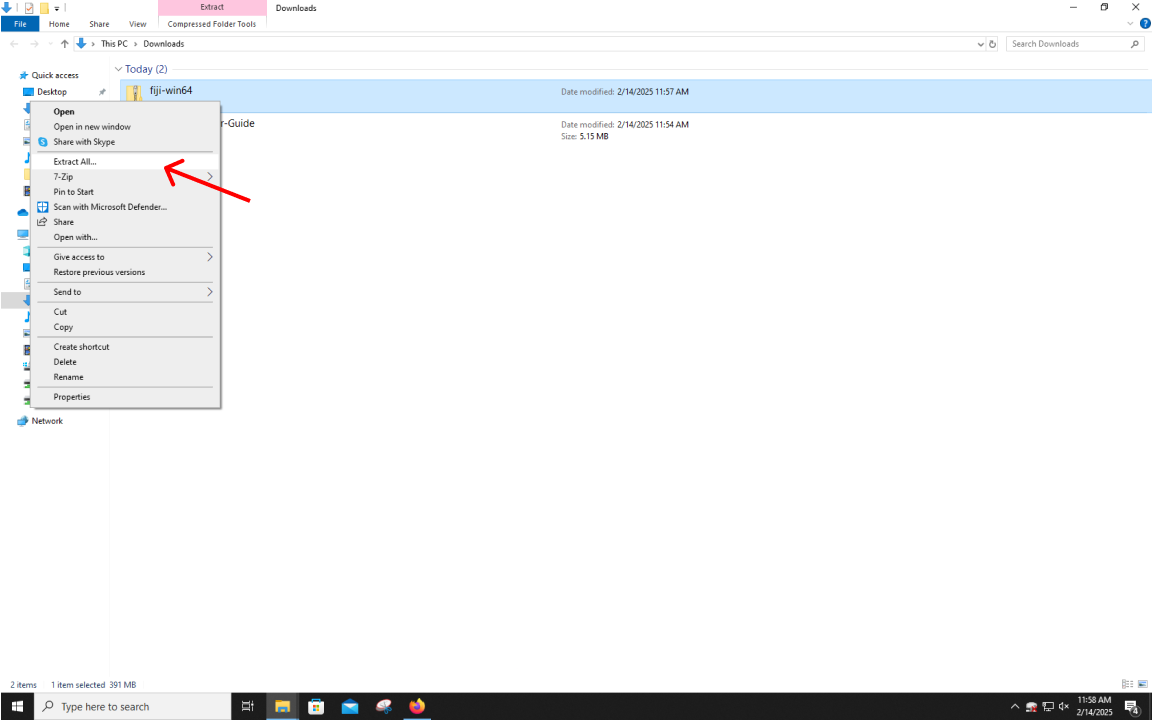 Extract
Downloads
File
Home
Share
View
Compressed Folder Tools
This PC
Downloads
Search Downloads
Quick access
Today (2)
Desktop
fiji-win64
Date modified: 2/14/2025 11:57 AM
Open
Open in new window
r-Guide
Date modified: 2/14/2025 11:54 AM
Share with Skype
Size: 5.15 MB
Extract All...
7-Zip
Pin to Start
Scan with Microsoft Defender...
Share
Open with...
Give access to
Restore previous versions
Send to
Cut
Copy
Create shortcut
Delete
Rename
Properties
Network
2 items
1 item selected 391 MB
Type here to search
11:58 AM
2/14/2025
4